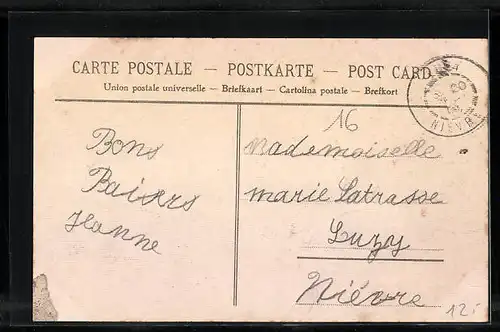 CARTE POSTALE – POSTKARTE – POST CARD
Union postale universelle – Briefkaart – Cartolina postale – Brefkort
16
Bons
Baisers
Jeanne
Mademoiselle
Marie Latrasse
Luzy
Nièvre
NIÈVRE
12.